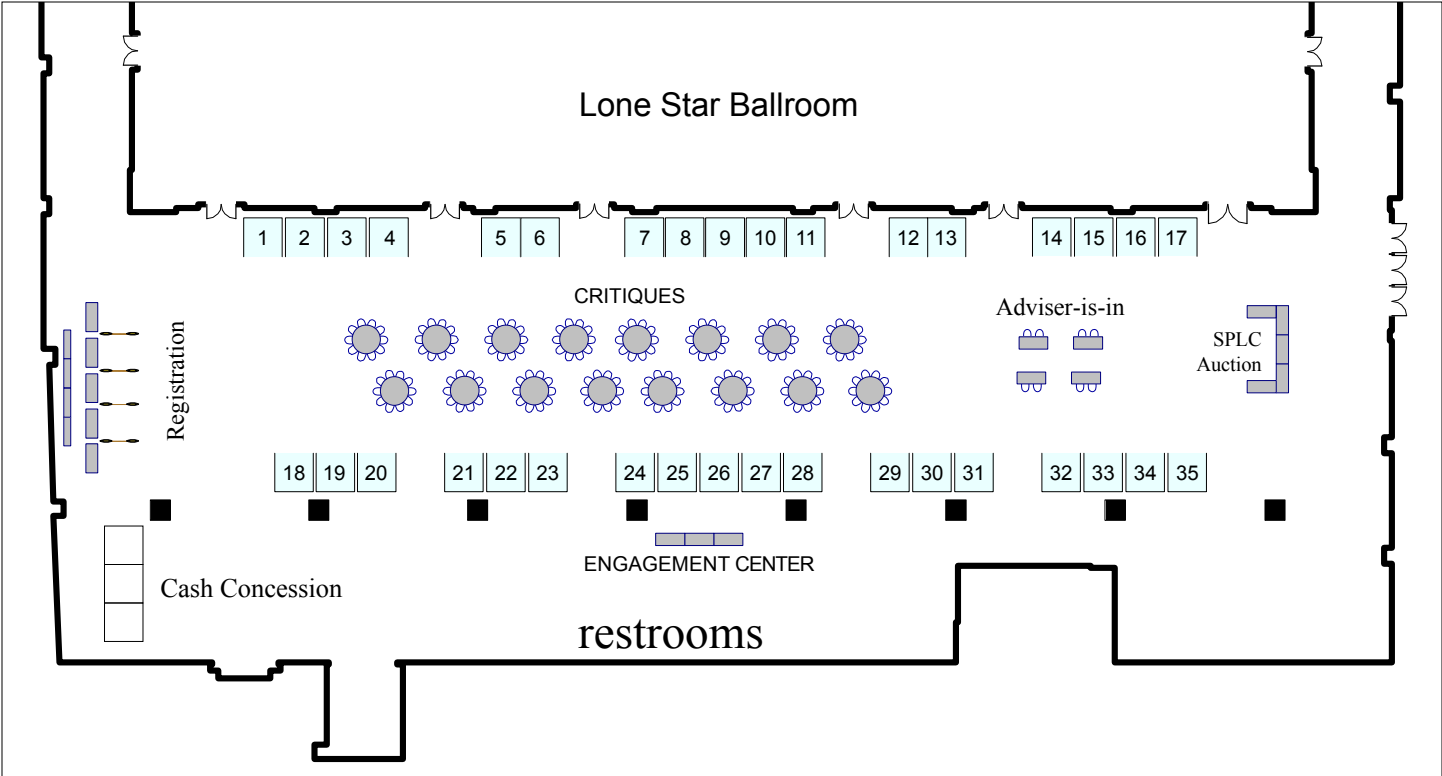 Lone Star Ballroom
1 2 3 4 5 6 7 8 9 10 11 12 13 14 15 16 17
CRITIQUES
Adviser-is-in
SPLC
Auction
Registration
18 19 20 21 22 23 24 25 26 27 28 29 30 31 32 33 34 35
ENGAGEMENT CENTER
Cash Concession
restrooms